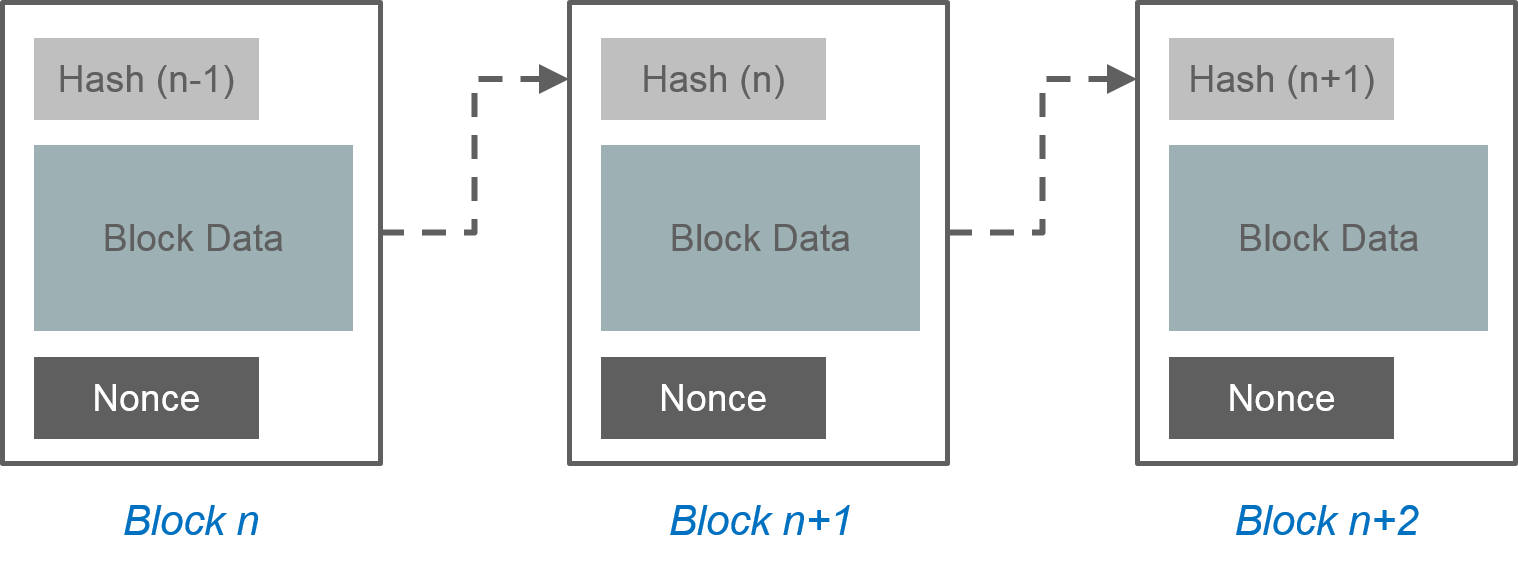 Hash (n-1)
Block Data
Nonce
Block n
Hash (n)
Block Data
Nonce
Block n+1
Hash (n+1)
Block Data
Nonce
Block n+2